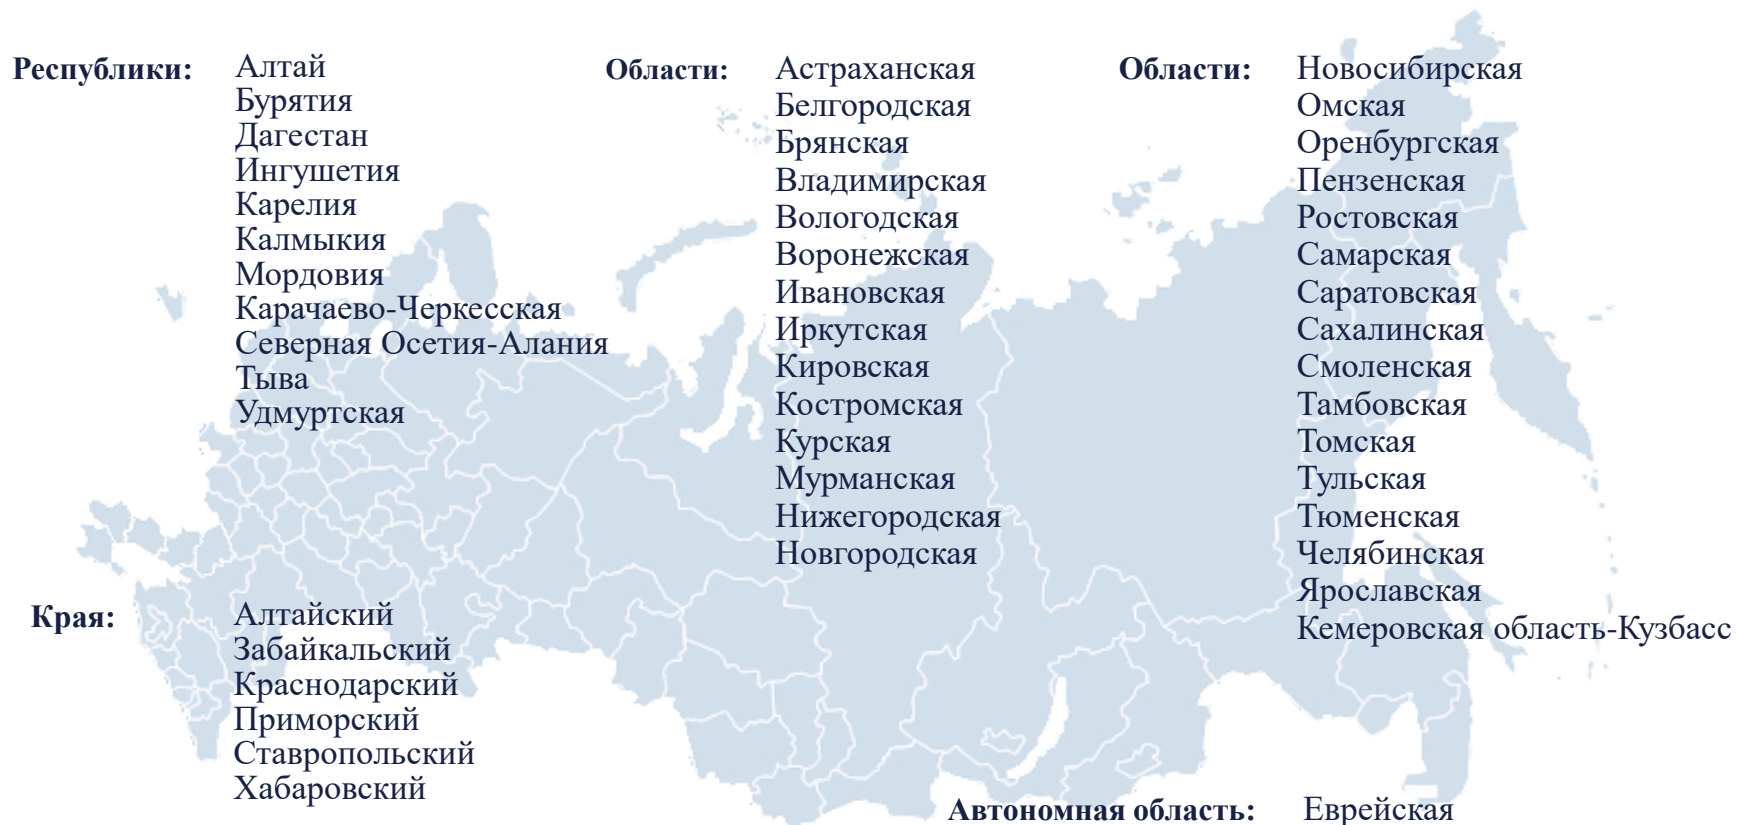 Республики:
Алтай
Бурятия
Дагестан
Ингушетия
Карелия
Калмыкия
Мордовия
Карачаево-Черкесская
Северная Осетия-Алания
Тыва
Удмуртская
Края:
Алтайский
Забайкальский
Краснодарский
Приморский
Ставропольский
Хабаровский
Области:
Астраханская
Белгородская
Брянская
Владимирская
Вологодская
Воронежская
Ивановская
Иркутская
Кировская
Костромская
Курская
Мурманская
Нижегородская
Новгородская
Области:
Новосибирская
Омская
Оренбургская
Пензенская
Ростовская
Самарская
Саратовская
Сахалинская
Смоленская
Тамбовская
Томская
Тульская
Тюменская
Челябинская
Ярославская
Кемеровская область-Кузбасс
Автономная область: Еврейская